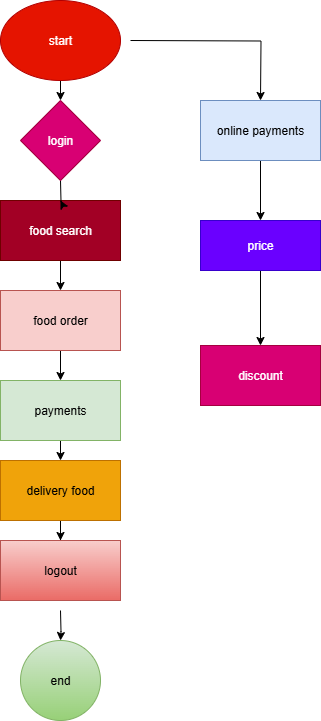 start
login
food search
food order
payments
delivery food
logout
end
online payments
price
discount